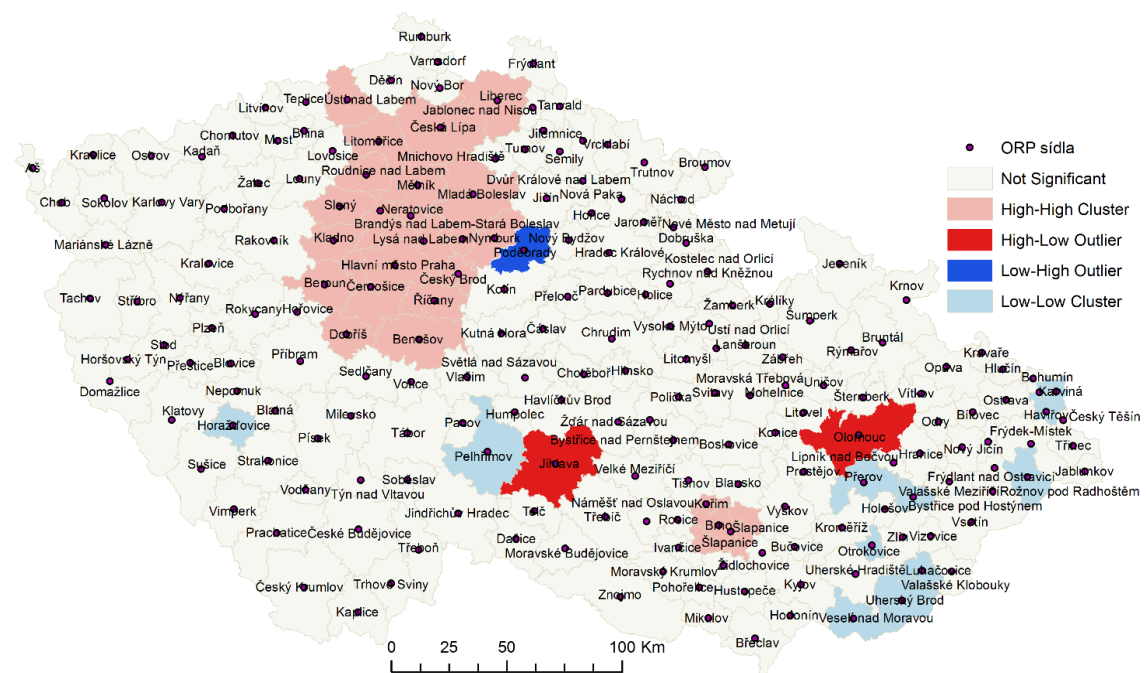 Rumburk
Varnsdorf
Frýdlant
Děčín
Nový Bor
Teplice
Ústí nad Labem
Liberec
Litvínov
Jablonec nad Nisou
Tanvald
Chomutov
Most
Bílina
Litoměřice
Česká Lípa
Jilemnice
Vrchlabí
Kraslice
Ostrov
Kadaň
Lovosice
Mnichovo Hradiště
Turnov
Semily
Trutnov
Broumov
Aš
Žatec
Louny
Roudnice nad Labem
Mělník
Dvůr Králové nad Labem
Cheb
Sokolov
Karlovy Vary
Podbořany
Slaný
Neratovice
Mladá Boleslav
Jičín
Nová Paka
Náchod
Brandýs nad Labem-Stará Boleslav
Hořice
Jaroměř
Nové Město nad Metují
Mariánské Lázně
Rakovník
Kladno
Lysá nad Labem
Nymburk
Nový Bydžov
Dobruška
Poděbrady
Hradec Králové
Kostelec nad Orlicí
Kralovice
Hlavní město Praha
Český Brod
Rychnov nad Kněžnou
Jeseník
Tachov
Stříbro
Nýřany
Beroun
Černošice
Kolín
Přelouč
Pardubice
Holice
Krnov
Rokycany
Hořovice
Říčany
Žamberk
Králíky
Plzeň
Dobříš
Benešov
Kutná Hora
Čáslav
Chrudim
Vysoké Mýto
Ústí nad Orlicí
Šumperk
Stod
Lanškroun
Bruntál
Horšovský Týn
Přeštice
Blovice
Příbram
Světlá nad Sázavou
Litomyšl
Zábřeh
Rýmařov
Kravaře
Domažlice
Sedlčany
Votice
Vlašim
Chotěboř
Hlinsko
Moravská Třebová
Opava
Hlučín
Bohumín
Nepomuk
Havlíčkův Brod
Polička
Svitavy
Mohelnice
Uničov
Šternberk
Vítkov
Ostrava
Karviná
Klatovy
Blatná
Milevsko
Humpolec
Litovel
Bílovec
Havířov
Český Těšín
Horažďovice
Písek
Tábor
Pacov
Žďár nad Sázavou
Bystřice nad Pernštejnem
Boskovice
Konice
Olomouc
Odry
Frýdek-Místek
Třinec
Sušice
Strakonice
Pelhřimov
Jihlava
Velké Meziříčí
Lipník nad Bečvou
Hranice
Nový Jičín
Prostějov
Přerov
Frýdlant nad Ostravicí
Jablunkov
Vodňany
Týn nad Vltavou
Soběslav
Tišnov
Blansko
Valašské Meziříčí
Rožnov pod Radhoštěm
Vimperk
Jindřichův Hradec
Telč
Náměšť nad Oslavou
Kuřim
Vyškov
Holešov
Bystřice pod Hostýnem
Třebíč
Rosice
Brno
Šlapanice
Šlapanice
Kroměříž
Vsetín
Prachatice
České Budějovice
Dačice
Moravské Budějovice
Ivančice
Bučovice
Otrokovice
Zlín
Vizovice
Třeboň
Židlochovice
Uherské Hradiště
Luhačovice
Český Krumlov
Trhové Sviny
Moravský Krumlov
Pohořelice
Hustopeče
Kyjov
Valašské Klobouky
Znojmo
Uherský Brod
Kaplice
Mikulov
Hodonín
Veselí nad Moravou
Břeclav
ORP sídla
Not Significant
High-High Cluster
High-Low Outlier
Low-High Outlier
Low-Low Cluster
0 25 50 100 Km